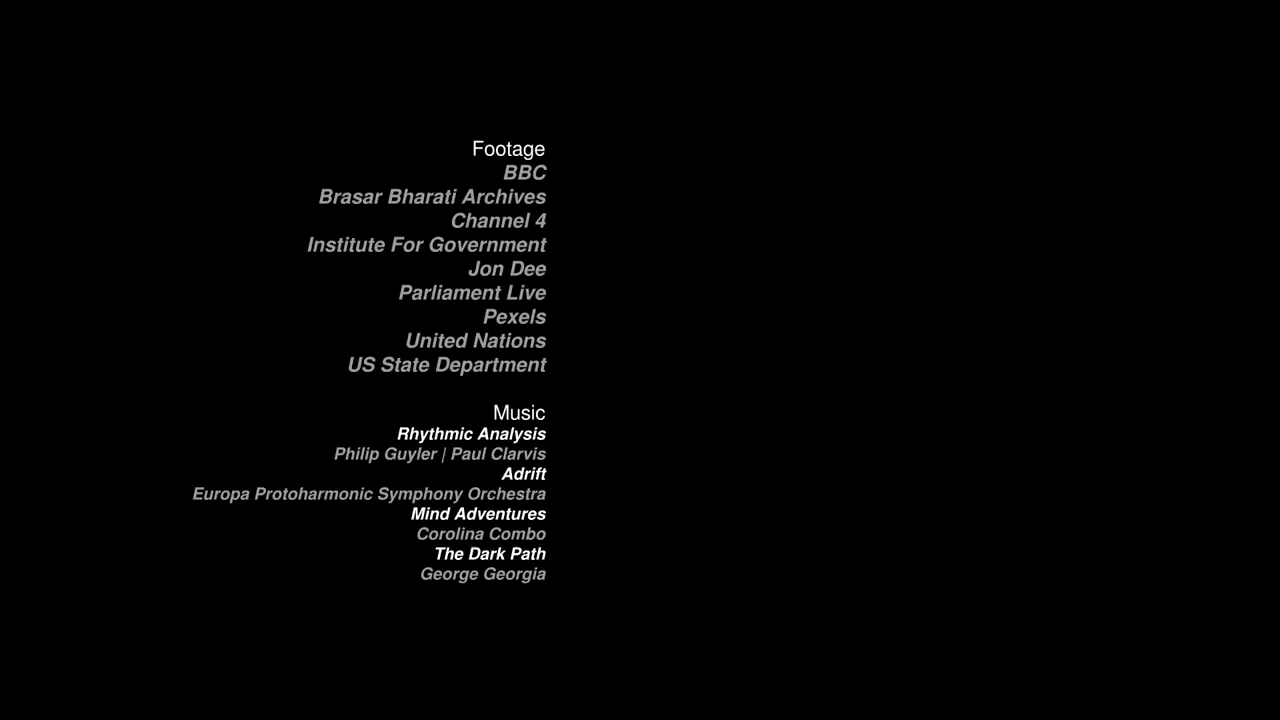 Footage
BBC
Brasar Bharati Archives
Channel 4
Institute For Government
Jon Dee
Parliament Live
Pexels
United Nations
US State Department
Music
Rhythmic Analysis
Philip Guyler | Paul Clarvis
Adrift
Europa Protoharmonic Symphony Orchestra
Mind Adventures
Corolina Combo
The Dark Path
George Georgia